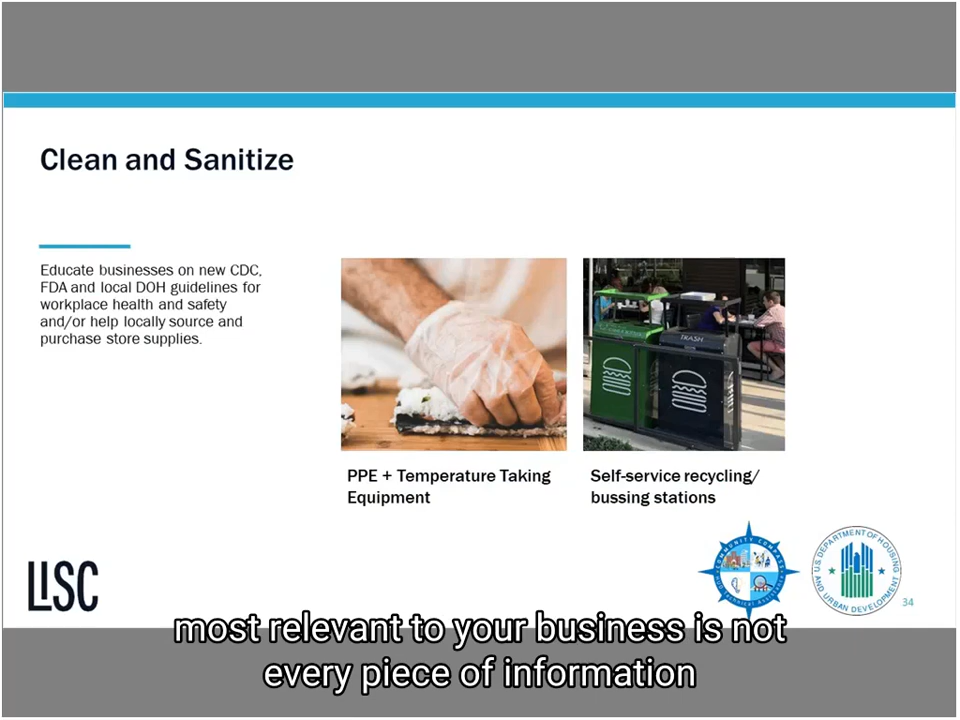 Clean and Sanitize
Educate businesses on new CDC,
FDA and local DOH guidelines for
workplace health and safety
and/or help locally source and
purchase store supplies.
TRASH
PPE + Temperature Taking
Equipment
Self-service recycling/
bussing stations
LISC
COMMUNITY COMPASS
U.S. DEPARTMENT OF HOUSING
AND URBAN DEVELOPMENT
34
most relevant to your business is not
every piece of information